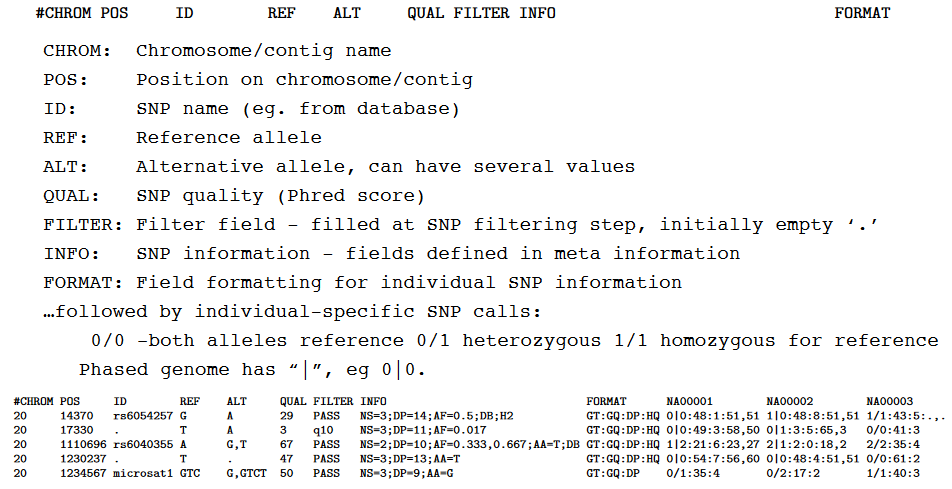 #CHROM POS ID REF ALT QUAL FILTER INFO FORMAT
CHROM: Chromosome/contig name
POS: Position on chromosome/contig
ID: SNP name (eg. from database)
REF: Reference allele
ALT: Alternative allele, can have several values
QUAL: SNP quality (Phred score)
FILTER: Filter field – filled at SNP filtering step, initially empty ‘.’
INFO: SNP information – fields defined in meta information
FORMAT: Field formatting for individual SNP information
…followed by individual-specific SNP calls:
0/0 –both alleles reference 0/1 heterozygous 1/1 homozygous for reference
Phased genome has “|”, eg 0|0.
#CHROM POS ID REF ALT QUAL FILTER INFO FORMAT NA00001 NA00002 NA00003
20 14370 rs6054257 G A 29 PASS NS=3;DP=14;AF=0.5;DB;H2 GT:GQ:DP:HQ 0|0:48:1:51,51 1|0:48:8:51,51 1/1:43:5:.,.
20 17330 . T A 3 q10 NS=3;DP=11;AF=0.017 GT:GQ:DP:HQ 0|0:49:3:58,50 0|1:3:5:65,3 0/0:41:3
20 1110696 rs6040355 A G,T 67 PASS NS=2;DP=10;AF=0.333,0.667;AA=T;DB GT:GQ:DP:HQ 1|2:21:6:23,27 2|1:2:0:18,2 2/2:35:4
20 1230237 . T . 47 PASS NS=3;DP=13;AA=T GT:GQ:DP:HQ 0|0:54:7:56,60 0|0:48:4:51,51 0/0:61:2
20 1234567 microsat1 GTC G,GTCT 50 PASS NS=3;DP=9;AA=G GT:GQ:DP 0/1:35:4 0/2:17:2 1/1:40:3